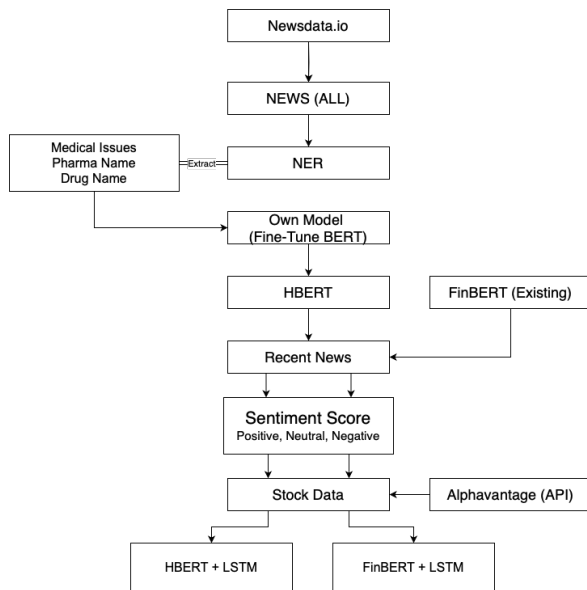 Newsdata.io
NEWS (ALL)
Medical Issues
Pharma Name
Drug Name
Extract
NER
Own Model
(Fine-Tune BERT)
HBERT
FinBERT (Existing)
Recent News
Sentiment Score
Positive, Neutral, Negative
Stock Data
Alphavantage (API)
HBERT + LSTM
FinBERT + LSTM